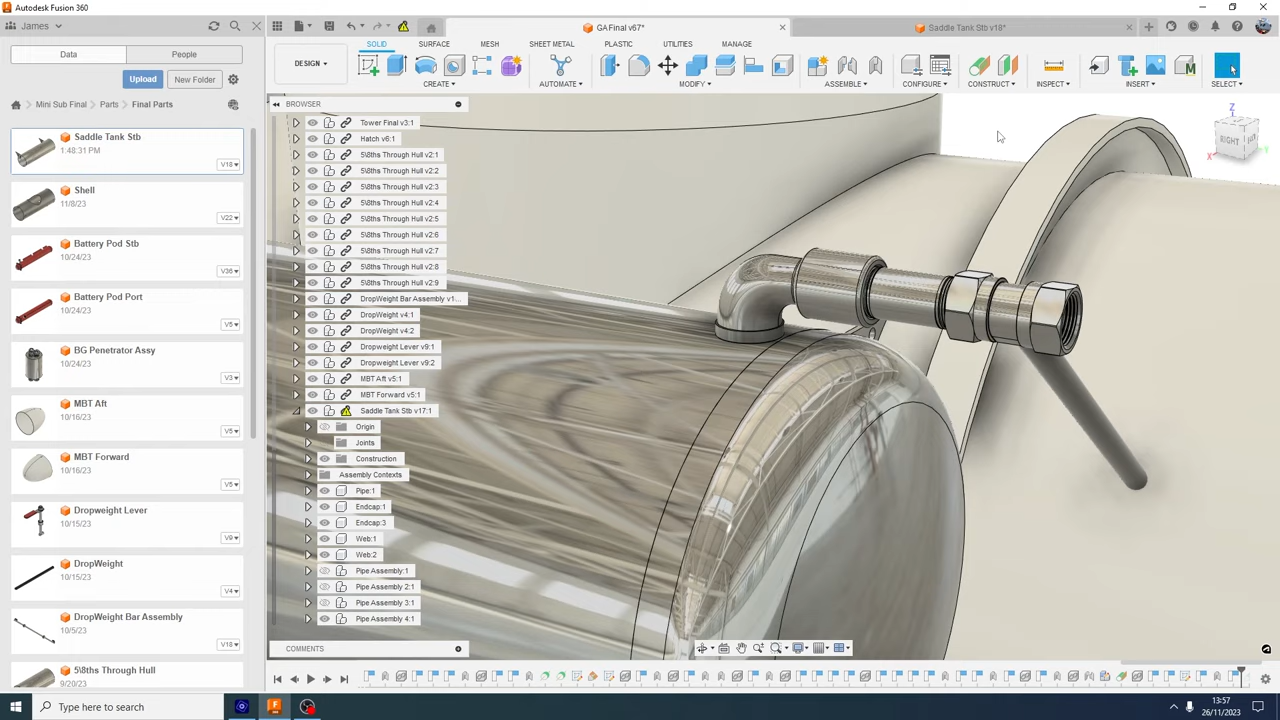 Autodesk Fusion 360
James
GA Final v67*
Saddle Tank Stb v18*
Data
People
SOLID
SURFACE
MESH
SHEET METAL
PLASTIC
UTILITIES
MANAGE
DESIGN
Upload
New Folder
CREATE
AUTOMATE
MODIFY
ASSEMBLE
CONFIGURE
CONSTRUCT
INSPECT
INSERT
SELECT
Mini Sub Final
Parts
Final Parts
BROWSER
Saddle Tank Stb
1:48:31 PM
V18
Shell
11/8/23
V22
Battery Pod Stb
10/24/23
V36
Battery Pod Port
10/24/23
V5
BG Penetrator Assy
10/24/23
V3
MBT Aft
10/16/23
V5
MBT Forward
10/16/23
V5
Dropweight Lever
10/15/23
V9
DropWeight
10/15/23
V4
DropWeight Bar Assembly
10/5/23
V18
5\8ths Through Hull
9/20/23
Tower Final v3:1
Hatch v6:1
5\8ths Through Hull v2:1
5\8ths Through Hull v2:2
5\8ths Through Hull v2:3
5\8ths Through Hull v2:4
5\8ths Through Hull v2:5
5\8ths Through Hull v2:6
5\8ths Through Hull v2:7
5\8ths Through Hull v2:8
5\8ths Through Hull v2:9
DropWeight Bar Assembly v1...
DropWeight v4:1
DropWeight v4:2
Dropweight Lever v9:1
Dropweight Lever v9:2
MBT Aft v5:1
MBT Forward v5:1
Saddle Tank Stb v17:1
Origin
Joints
Construction
Assembly Contexts
Pipe:1
Endcap:1
Endcap:3
Web:1
Web:2
Pipe Assembly:1
Pipe Assembly 2:1
Pipe Assembly 3:1
Pipe Assembly 4:1
COMMENTS
Z
RIGHT
X
Type here to search
13:57
26/11/2023